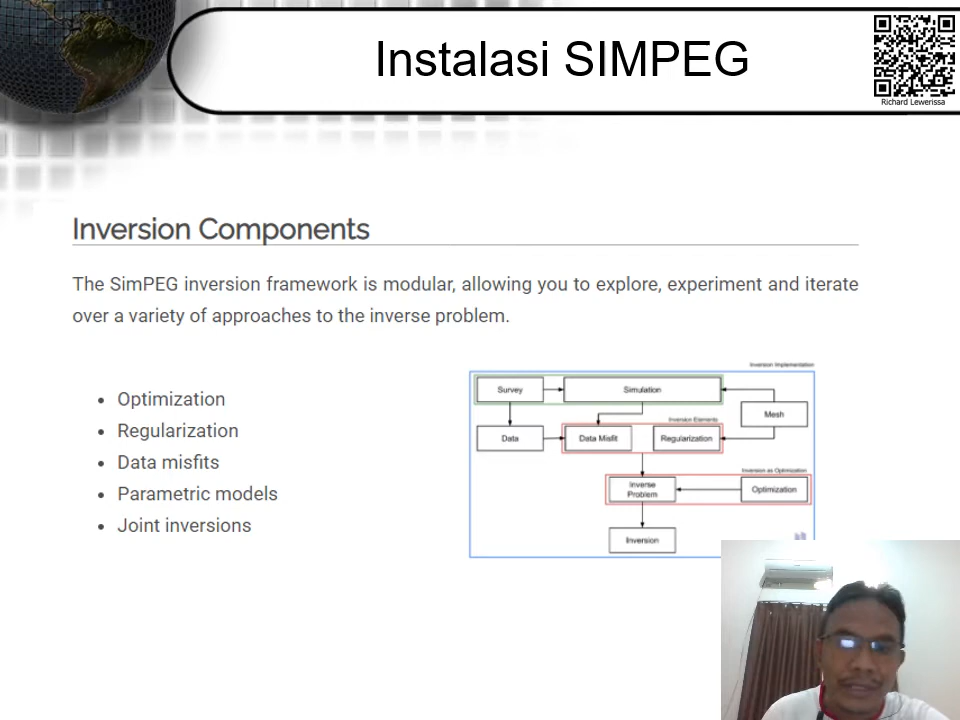 Instalasi SIMPEG
Richard Lewerissa
Inversion Components
The SimPEG inversion framework is modular, allowing you to explore, experiment and iterate
over a variety of approaches to the inverse problem.
Optimization
Regularization
Data misfits
Parametric models
Joint inversions
Inversion Implementation
Survey
Simulation
Mesh
Inversion Elements
Data
Data Misfit
Regularization
Inversion as Optimization
Inverse
Problem
Optimization
Inversion